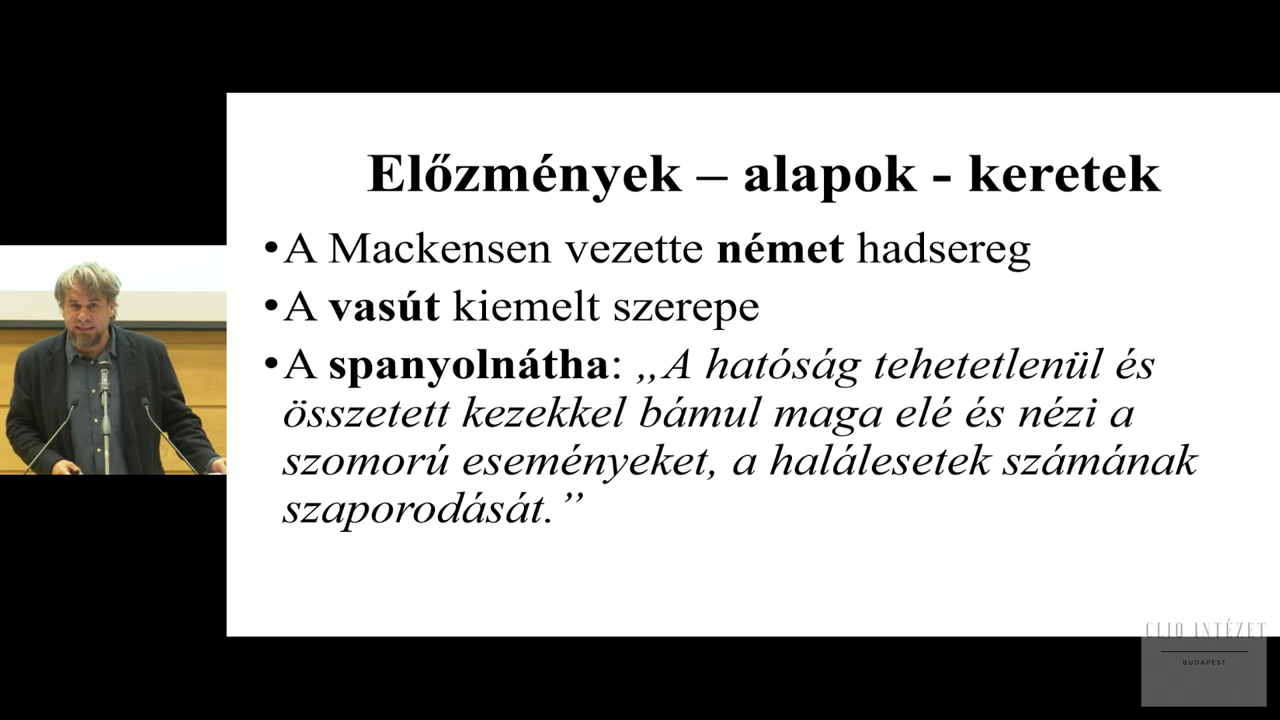 Előzmények – alapok - keretek
•A Mackensen vezette német hadsereg
•A vasút kiemelt szerepe
•A spanyolnátha: „A hatóság tehetetlenül és
összetett kezekkel bámul maga elé és nézi a
szomorú eseményeket, a halálesetek számának
szaporodását.”
CLIO INTÉZET
BUDAPEST